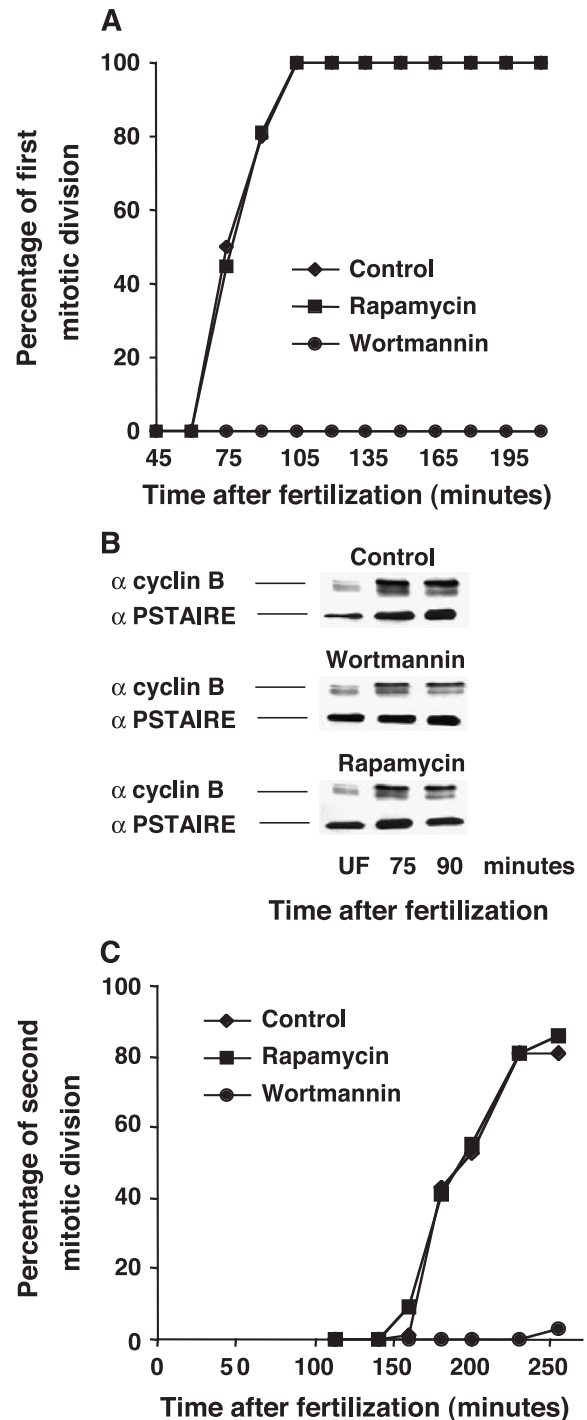 A
Percentage of first
mitotic division
100
80
60
40
20
0
Control
Rapamycin
Wortmannin
45 75 105 135 165 195
Time after fertilization (minutes)
B
Control
α cyclin B
α PSTAIRE
Wortmannin
α cyclin B
α PSTAIRE
Rapamycin
α cyclin B
α PSTAIRE
UF 75 90 minutes
Time after fertilization
C
Percentage of second
mitotic division
100
80
60
40
20
0
Control
Rapamycin
Wortmannin
0 50 100 150 200 250
Time after fertilization (minutes)